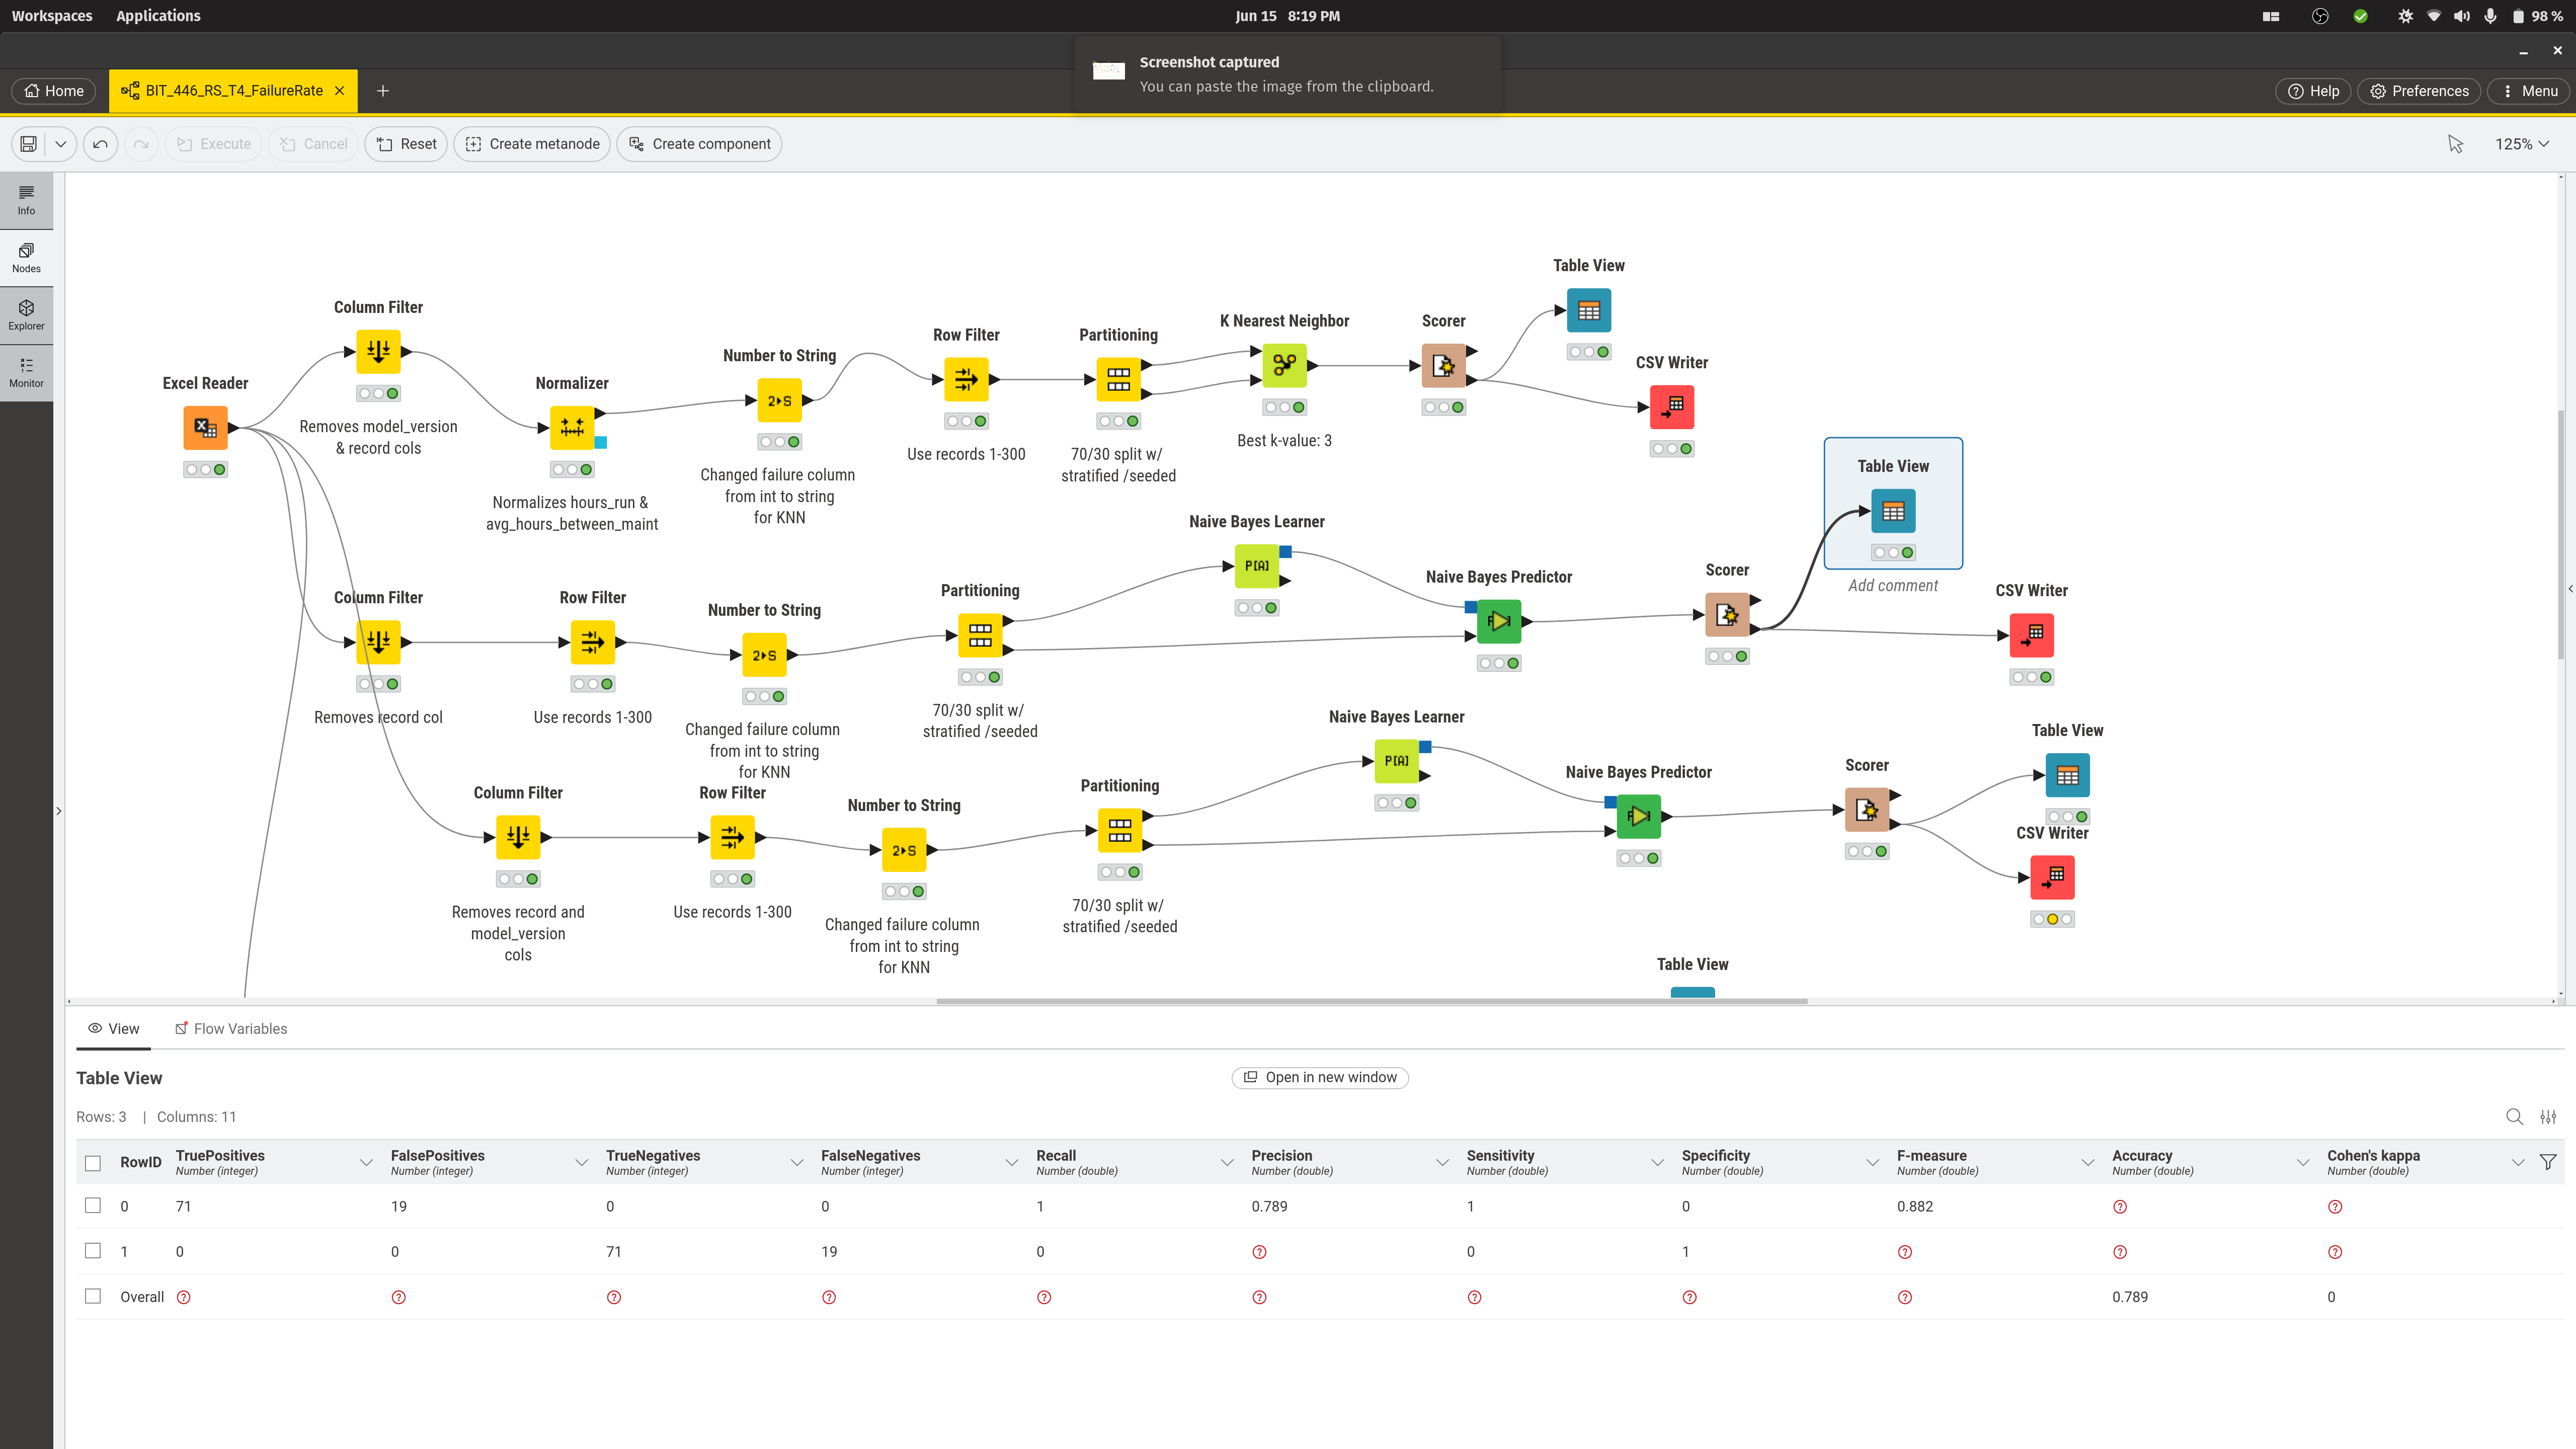 Workspaces Applications Jun 15 8:19 PM 98 %
Screenshot captured
You can paste the image from the clipboard.
Home BIT_446_RS_T4_FailureRate Help Preferences Menu
Execute Cancel Reset Create metanode Create component 125%
Info
Nodes
Explorer
Monitor
Excel Reader
Column Filter
Removes model_version
& record cols
Normalizer
Normalizes hours_run &
avg_hours_between_maint
Number to String
2▸S
Changed failure column
from int to string
for KNN
Row Filter
Use records 1-300
Partitioning
70/30 split w/
stratified /seeded
K Nearest Neighbor
Best k-value: 3
Scorer
Table View
CSV Writer
Column Filter
Removes record col
Row Filter
Use records 1-300
Number to String
2▸S
Changed failure column
from int to string
for KNN
Partitioning
70/30 split w/
stratified /seeded
Naive Bayes Learner
P[A]
Naive Bayes Predictor
Scorer
Table View
Add comment
CSV Writer
Column Filter
Removes record and
model_version
cols
Row Filter
Use records 1-300
Number to String
2▸S
Changed failure column
from int to string
for KNN
Partitioning
70/30 split w/
stratified /seeded
Naive Bayes Learner
P[A]
Naive Bayes Predictor
Scorer
Table View
CSV Writer
Table View
View Flow Variables
Table View
Open in new window
Rows: 3 | Columns: 11
RowID TruePositives FalsePositives TrueNegatives FalseNegatives Recall Precision Sensitivity Specificity F-measure Accuracy Cohen's kappa
Number (integer) Number (integer) Number (integer) Number (integer) Number (double) Number (double) Number (double) Number (double) Number (double) Number (double) Number (double)
0 71 19 0 0 1 0.789 1 0 0.882 ? ?
1 0 0 71 19 0 ? 0 1 ? ? ?
Overall ? ? ? ? ? ? ? ? ? 0.789 0